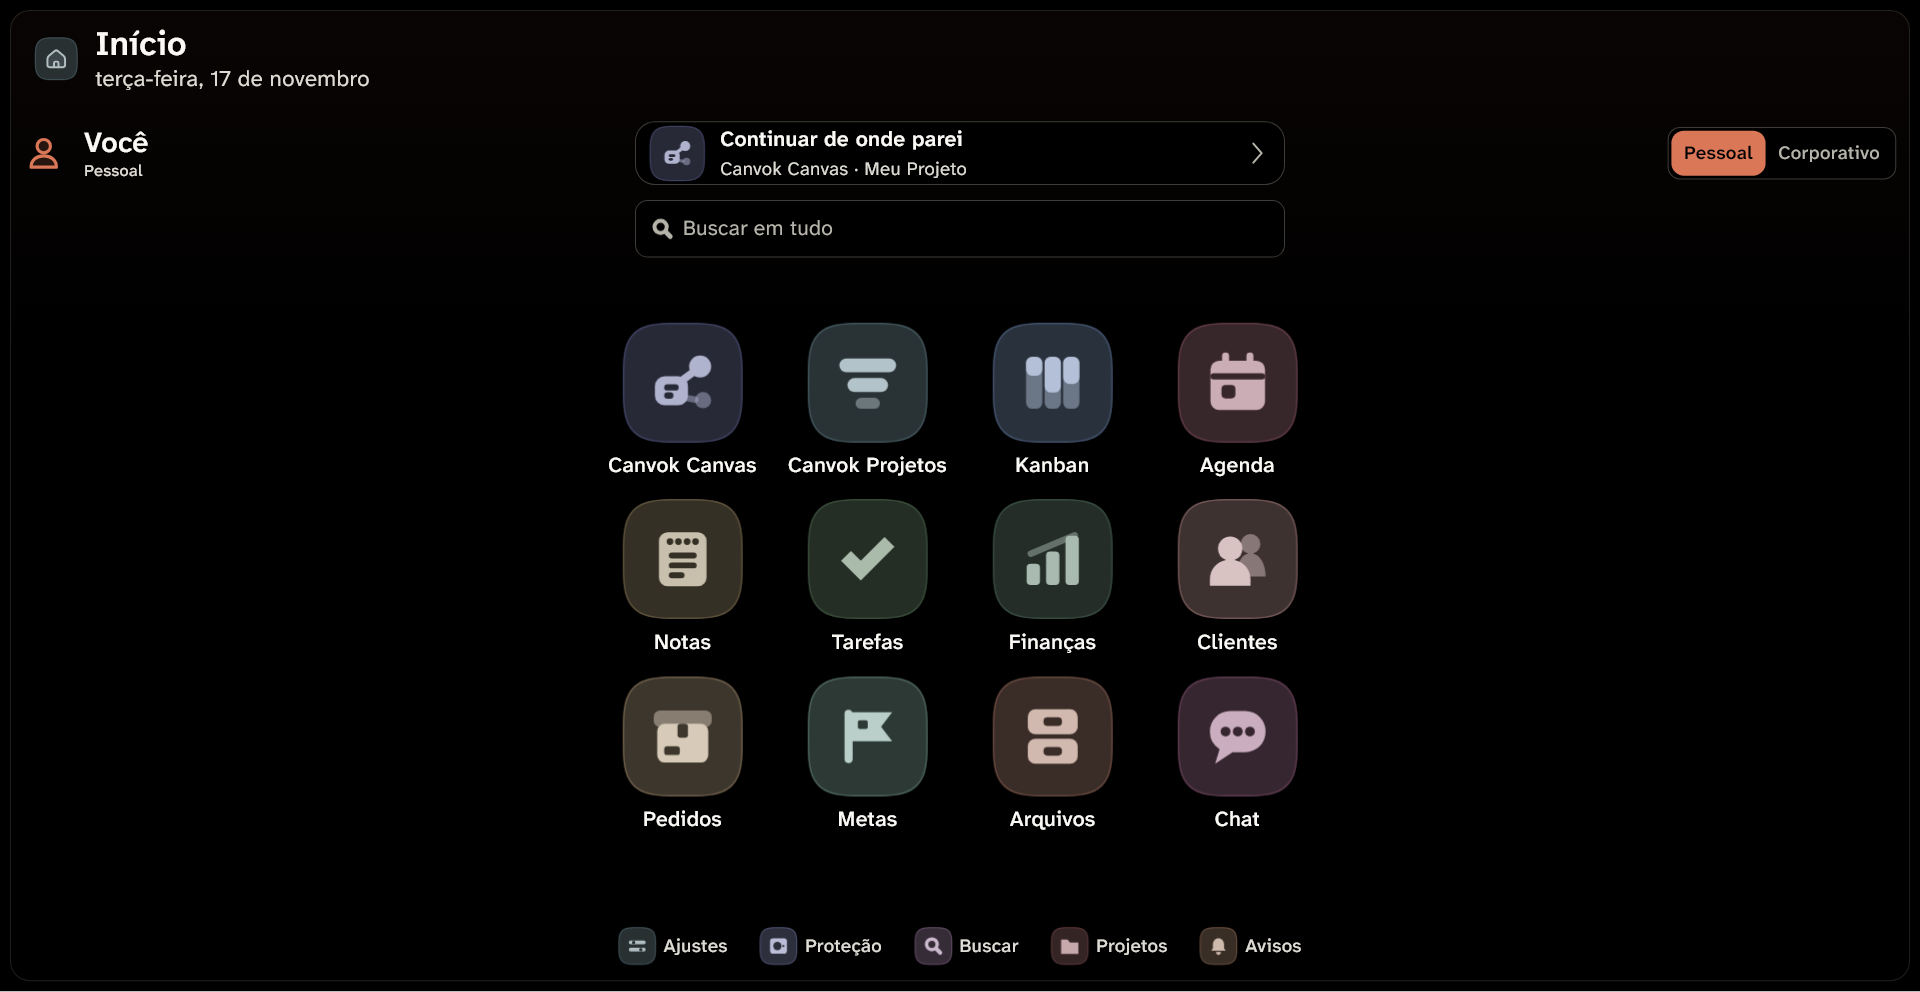 Início
terça-feira, 17 de novembro
Você
Pessoal
Continuar de onde parei
Canvok Canvas · Meu Projeto
Pessoal
Corporativo
Buscar em tudo
Canvok Canvas
Canvok Projetos
Kanban
Agenda
Notas
Tarefas
Finanças
Clientes
Pedidos
Metas
Arquivos
Chat
Ajustes
Proteção
Buscar
Projetos
Avisos